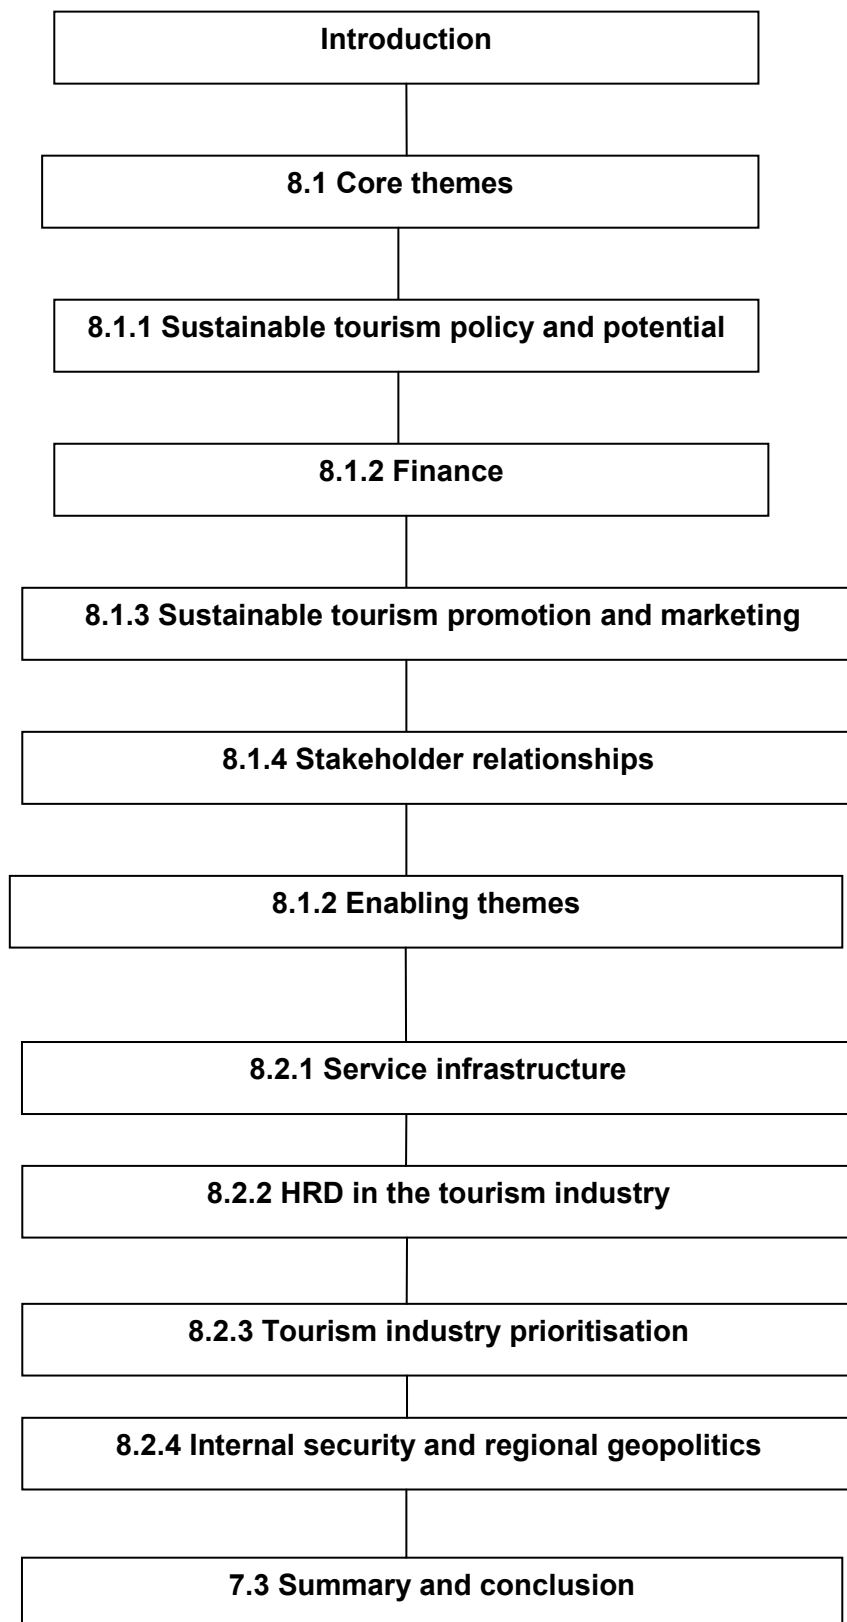 Introduction
8.1 Core themes
8.1.1 Sustainable tourism policy and potential
8.1.2 Finance
8.1.3 Sustainable tourism promotion and marketing
8.1.4 Stakeholder relationships
8.1.2 Enabling themes
8.2.1 Service infrastructure
8.2.2 HRD in the tourism industry
8.2.3 Tourism industry prioritisation
8.2.4 Internal security and regional geopolitics
7.3 Summary and conclusion